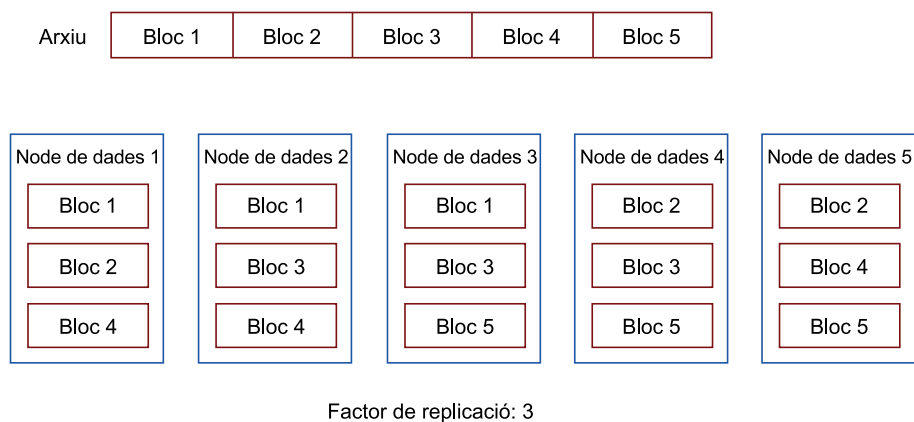 Arxiu Bloc 1 Bloc 2 Bloc 3 Bloc 4 Bloc 5
Node de dades 1
Bloc 1
Bloc 2
Bloc 4
Node de dades 2
Bloc 1
Bloc 3
Bloc 4
Node de dades 3
Bloc 1
Bloc 3
Bloc 5
Node de dades 4
Bloc 2
Bloc 3
Bloc 5
Node de dades 5
Bloc 2
Bloc 4
Bloc 5
Factor de replicació: 3